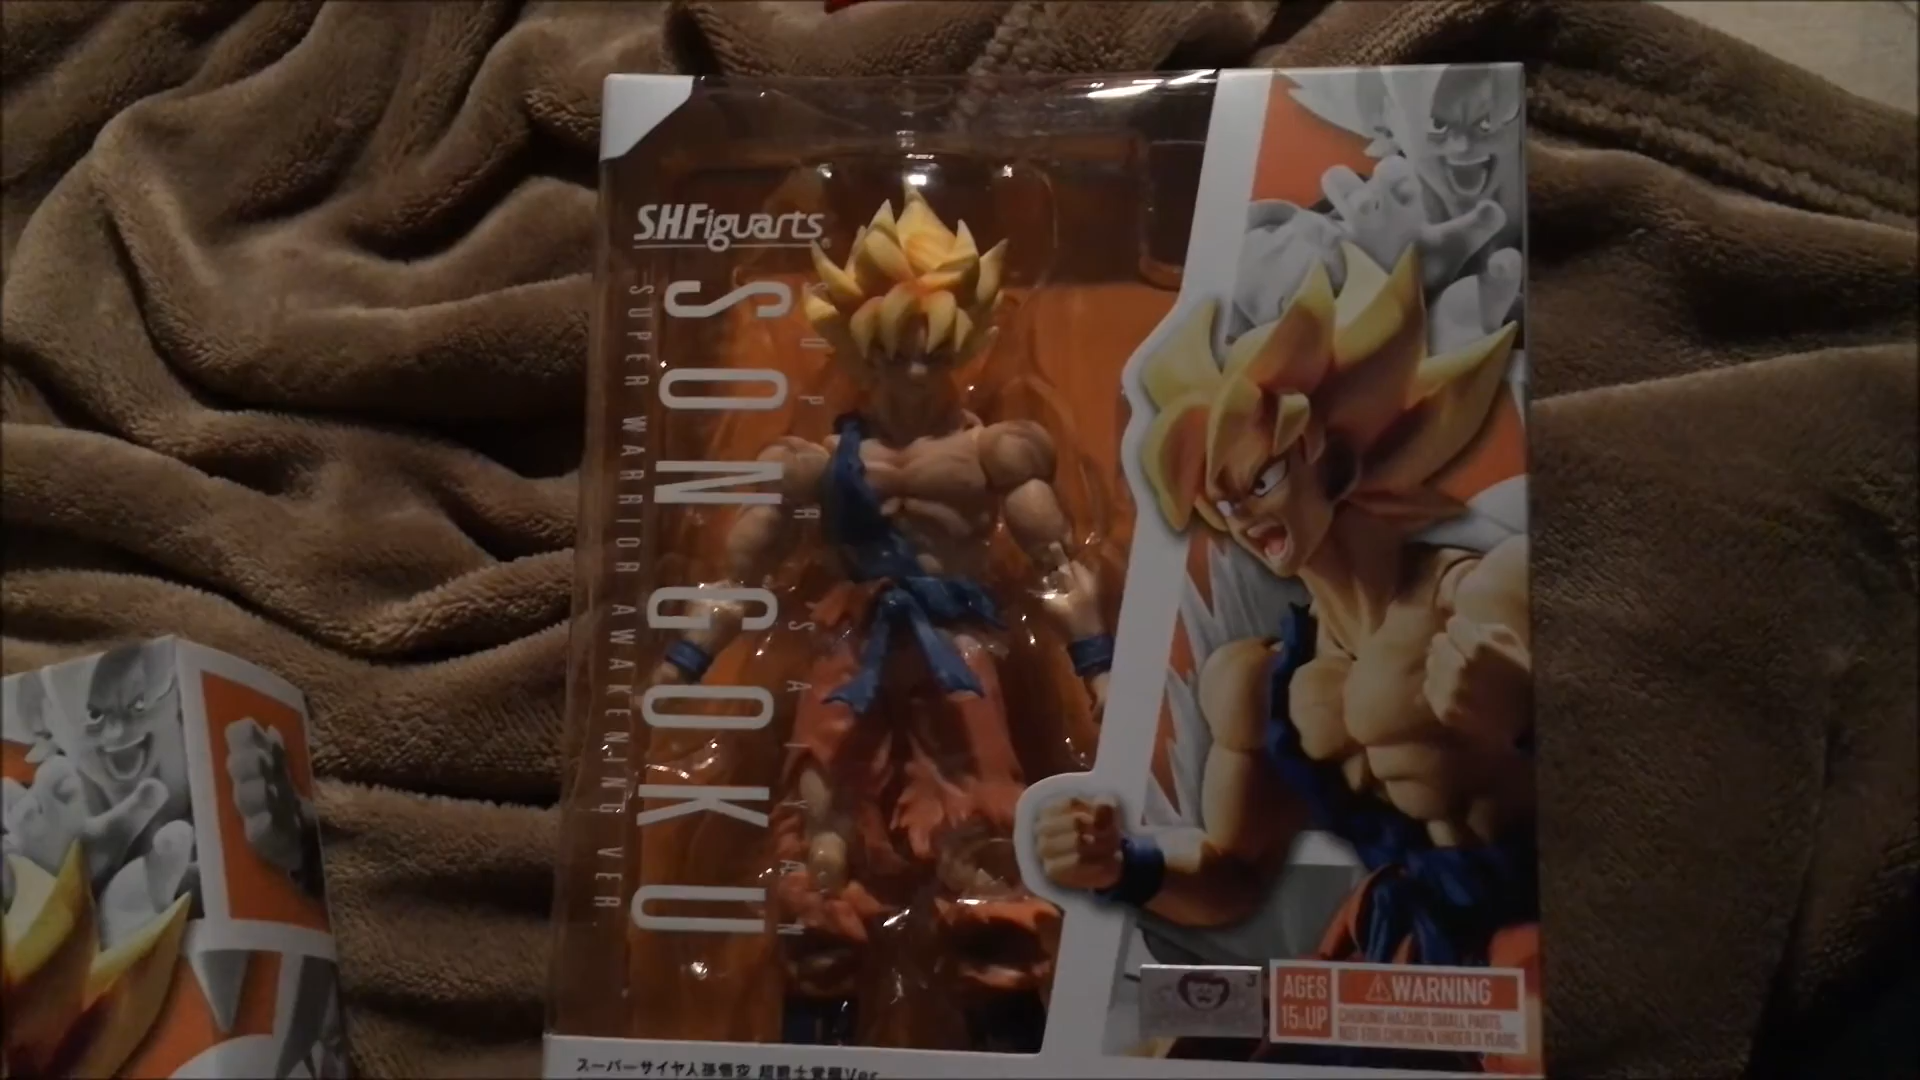 S.H.Figuarts
SUPER SAIYAN
SON GOKU
-SUPER WARRIOR AWAKENING VER.-
AGES
15 UP
⚠WARNING
CHOKING HAZARD SMALL PARTS
NOT FOR CHILDREN UNDER 3 YEARS
スーパーサイヤ人孫悟空 超戦士覚醒Ver.